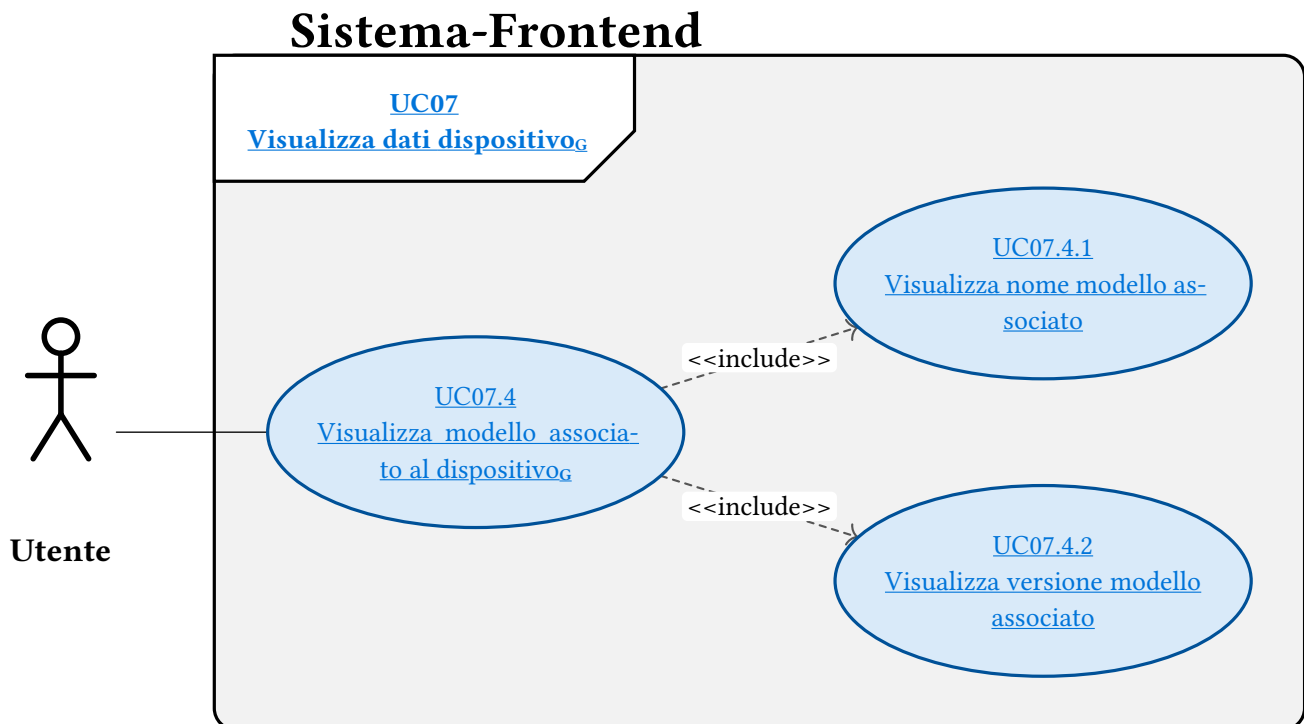 Sistema-Frontend
UC07
Visualizza dati dispositivoG
UC07.4.1
Visualizza nome modello as-
sociato
<<include>>
UC07.4
Visualizza modello associa-
to al dispositivoG
<<include>>
UC07.4.2
Visualizza versione modello
associato
Utente